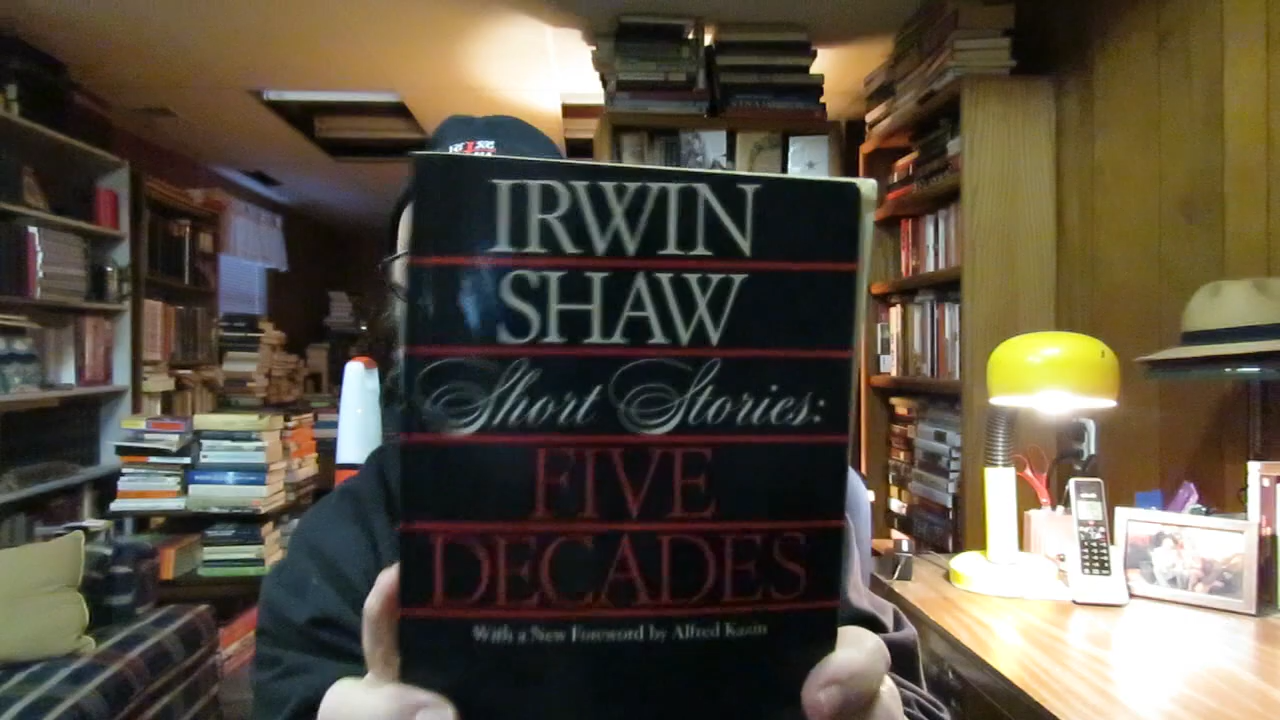 IRWIN
SHAW
Short Stories:
FIVE
DECADES
With a New Foreword by Alfred Kazin